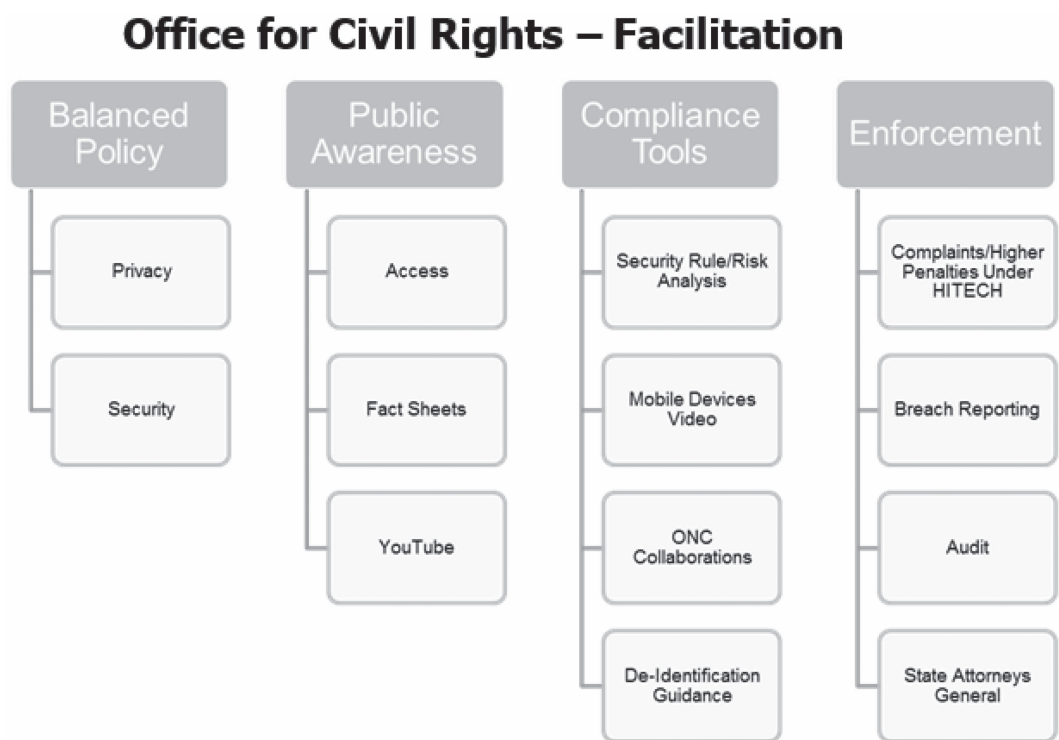 Office for Civil Rights – Facilitation
Balanced
Policy
Privacy
Security
Public
Awareness
Access
Fact Sheets
YouTube
Compliance
Tools
Security Rule/Risk
Analysis
Mobile Devices
Video
ONC
Collaborations
De-Identification
Guidance
Enforcement
Complaints/Higher
Penalties Under
HITECH
Breach Reporting
Audit
State Attorneys
General